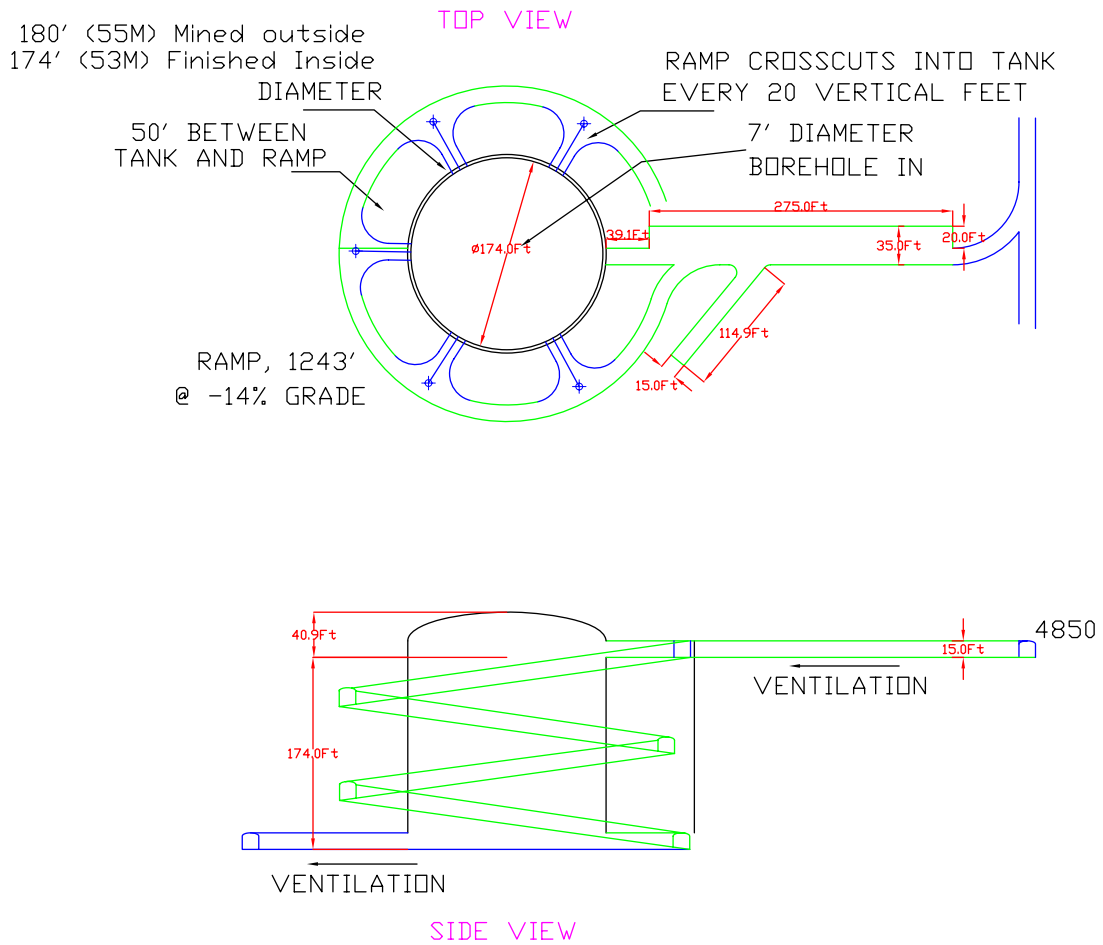 TOP VIEW
180' (55M) Mined outside
174' (53M) Finished Inside
DIAMETER
50' BETWEEN
TANK AND RAMP
RAMP CROSSCUTS INTO TANK
EVERY 20 VERTICAL FEET
7' DIAMETER
BOREHOLE IN
275.0Ft
39.1Ft
35.0Ft
20.0Ft
ø174.0Ft
114.9Ft
15.0Ft
RAMP, 1243'
@ -14% GRADE
40.9Ft
4850
15.0Ft
VENTILATION
174.0Ft
VENTILATION
SIDE VIEW